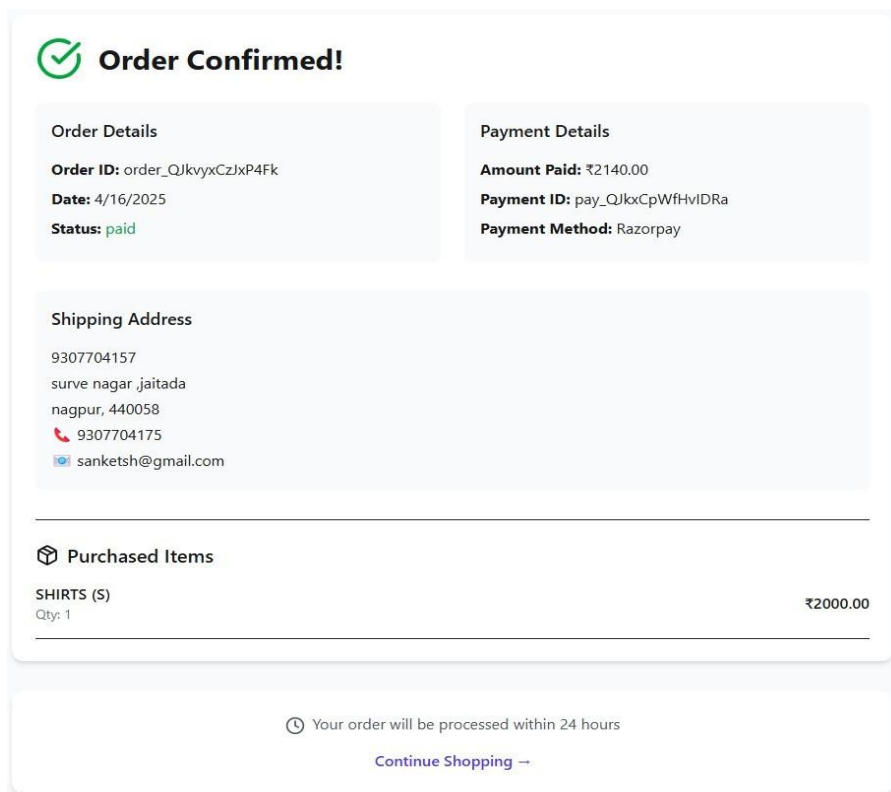 Order Confirmed!
Order Details
Order ID: order_QJkvyxCzJxP4Fk
Date: 4/16/2025
Status: paid
Payment Details
Amount Paid: ₹2140.00
Payment ID: pay_QJkxCpWfHvIDRa
Payment Method: Razorpay
Shipping Address
9307704157
surve nagar ,jaitada
nagpur, 440058
9307704175
sanketsh@gmail.com
Purchased Items
SHIRTS (S)
Qty: 1
₹2000.00
Your order will be processed within 24 hours
Continue Shopping →